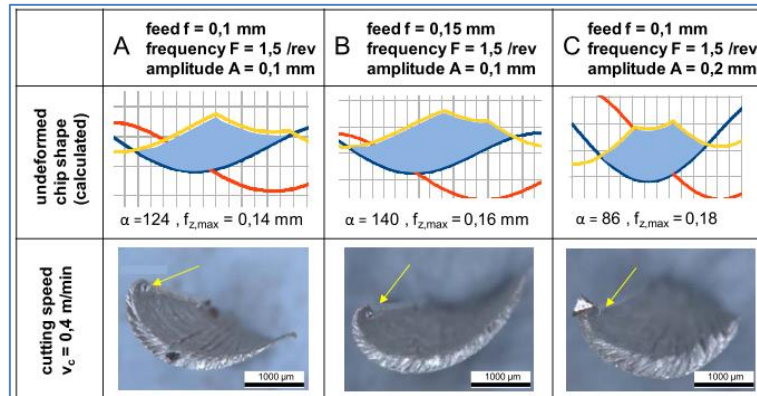 A
feed f = 0,1 mm
frequency F = 1,5 /rev
amplitude A = 0,1 mm
B
feed f = 0,15 mm
frequency F = 1,5 /rev
amplitude A = 0,1 mm
C
feed f = 0,1 mm
frequency F = 1,5 /rev
amplitude A = 0,2 mm
undeformed
chip shape
(calculated)
α = 124 , fz,max = 0,14 mm
α = 140 , fz,max = 0,16 mm
α = 86 , fz,max = 0,18
cutting speed
vc = 0,4 m/min
1000 µm
1000 µm
1000 µm